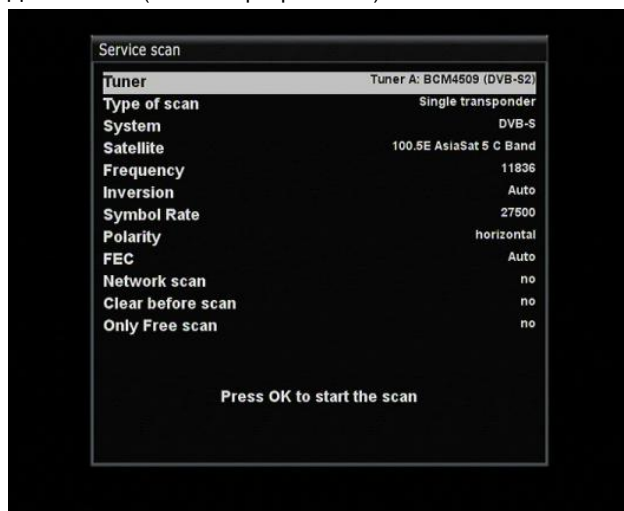 Service scan
Tuner Tuner A: BCM4509 (DVB-S2)
Type of scan Single transponder
System DVB-S
Satellite 100.5E AsiaSat 5 C Band
Frequency 11836
Inversion Auto
Symbol Rate 27500
Polarity horizontal
FEC Auto
Network scan no
Clear before scan no
Only Free scan no
Press OK to start the scan